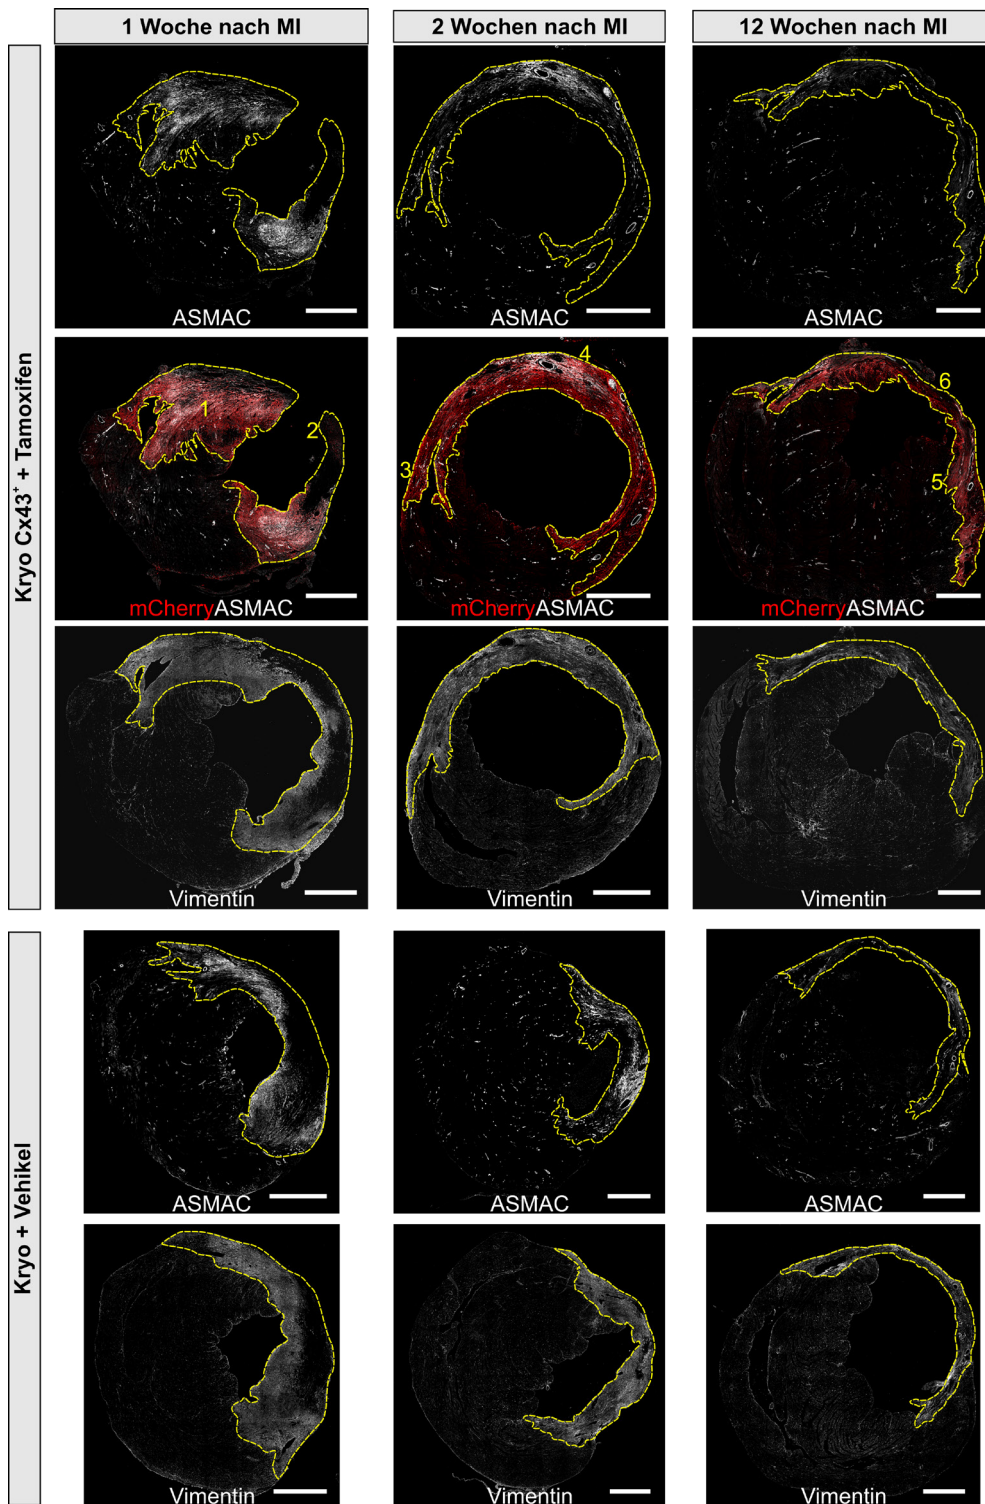 1 Woche nach MI
2 Wochen nach MI
12 Wochen nach MI
Kryo Cx43⁺ + Tamoxifen
ASMAC
ASMAC
ASMAC
1
2
3
4
5
6
mCherryASMAC
mCherryASMAC
mCherryASMAC
Vimentin
Vimentin
Vimentin
Kryo + Vehikel
ASMAC
ASMAC
ASMAC
Vimentin
Vimentin
Vimentin